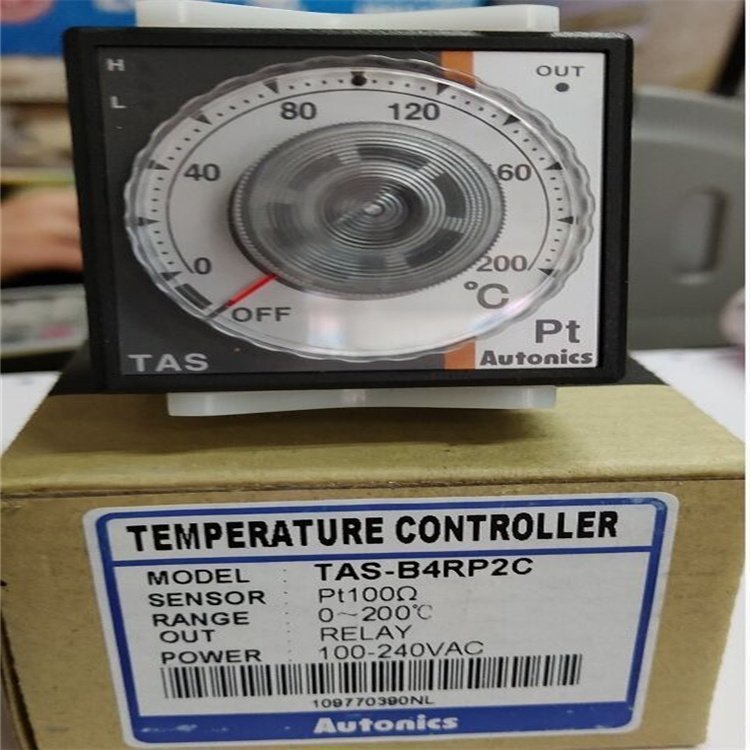 H
L
OUT
80
120
40
160
0
200
°C
OFF
Pt
TAS
Autonics
TEMPERATURE CONTROLLER
MODEL : TAS-B4RP2C
SENSOR : Pt100Ω
RANGE : 0~200℃
OUT : RELAY
POWER : 100-240VAC
109770390NL
Autonics